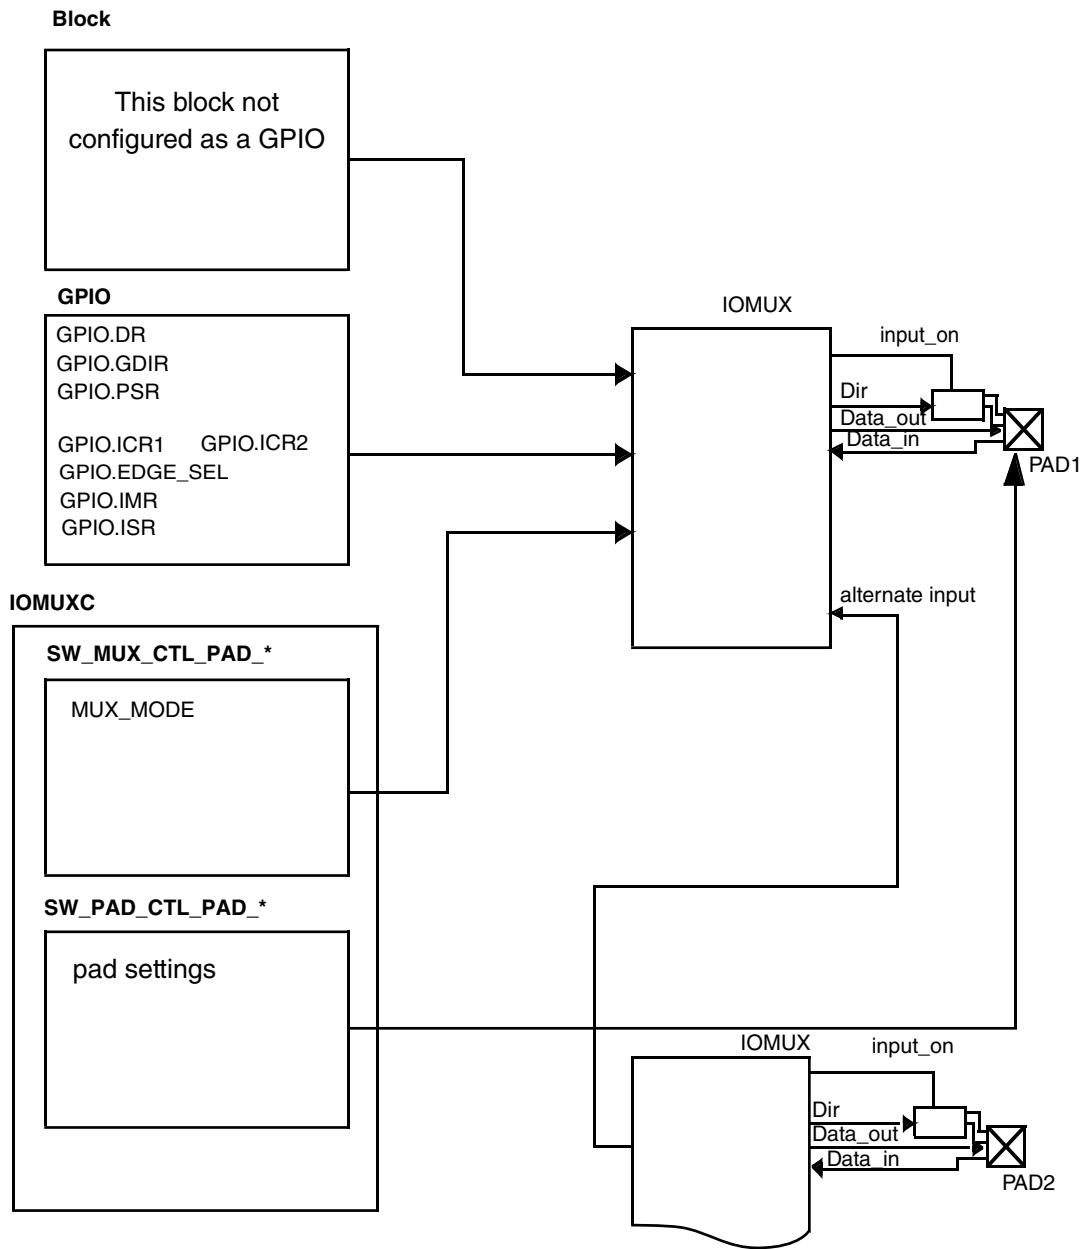 Block
This block not
configured as a GPIO
GPIO
GPIO.DR
GPIO.GDIR
GPIO.PSR
GPIO.ICR1 GPIO.ICR2
GPIO.EDGE_SEL
GPIO.IMR
GPIO.ISR
IOMUX
input_on
Dir
Data_out
Data_in
PAD1
alternate input
IOMUXC
SW_MUX_CTL_PAD_*
MUX_MODE
SW_PAD_CTL_PAD_*
pad settings
IOMUX
input_on
Dir
Data_out
Data_in
PAD2